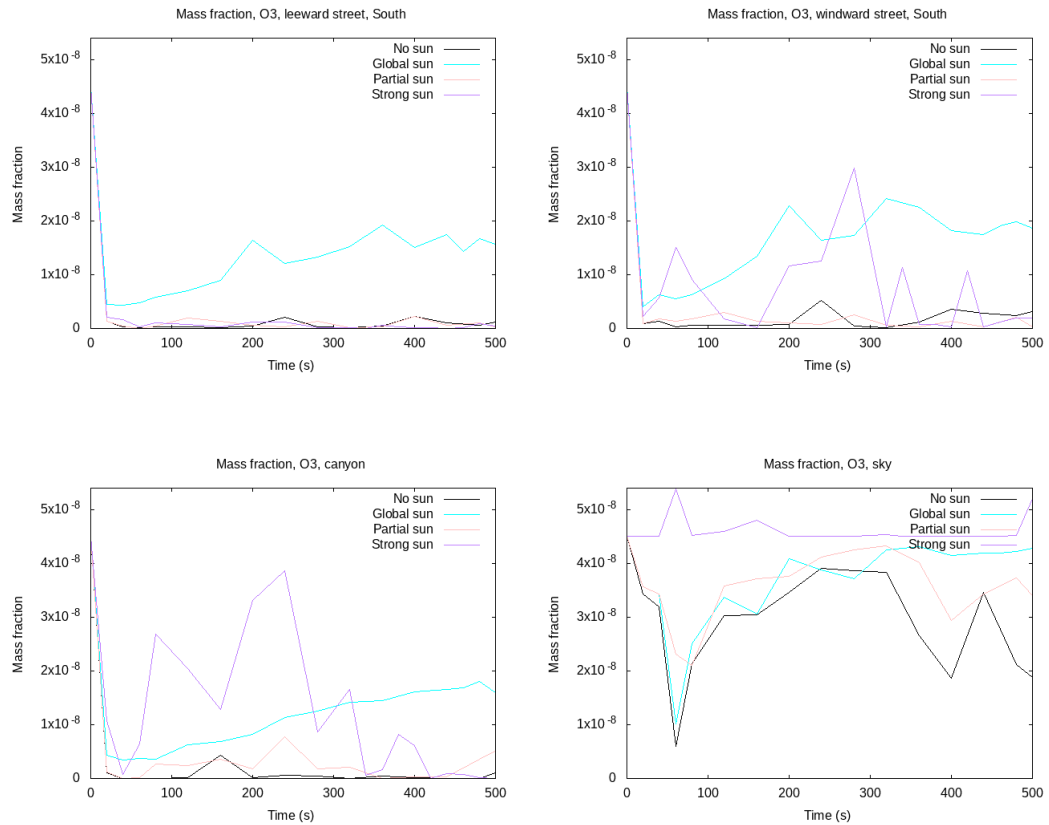 Mass fraction, O3, leeward street, South
5x10-8
4x10-8
3x10-8
2x10-8
1x10-8
0
Mass fraction
No sun
Global sun
Partial sun
Strong sun
0 100 200 300 400 500
Time (s)
Mass fraction, O3, windward street, South
5x10-8
4x10-8
3x10-8
2x10-8
1x10-8
0
Mass fraction
No sun
Global sun
Partial sun
Strong sun
0 100 200 300 400 500
Time (s)
Mass fraction, O3, canyon
5x10-8
4x10-8
3x10-8
2x10-8
1x10-8
0
Mass fraction
No sun
Global sun
Partial sun
Strong sun
0 100 200 300 400 500
Time (s)
Mass fraction, O3, sky
5x10-8
4x10-8
3x10-8
2x10-8
1x10-8
0
Mass fraction
No sun
Global sun
Partial sun
Strong sun
0 100 200 300 400 500
Time (s)